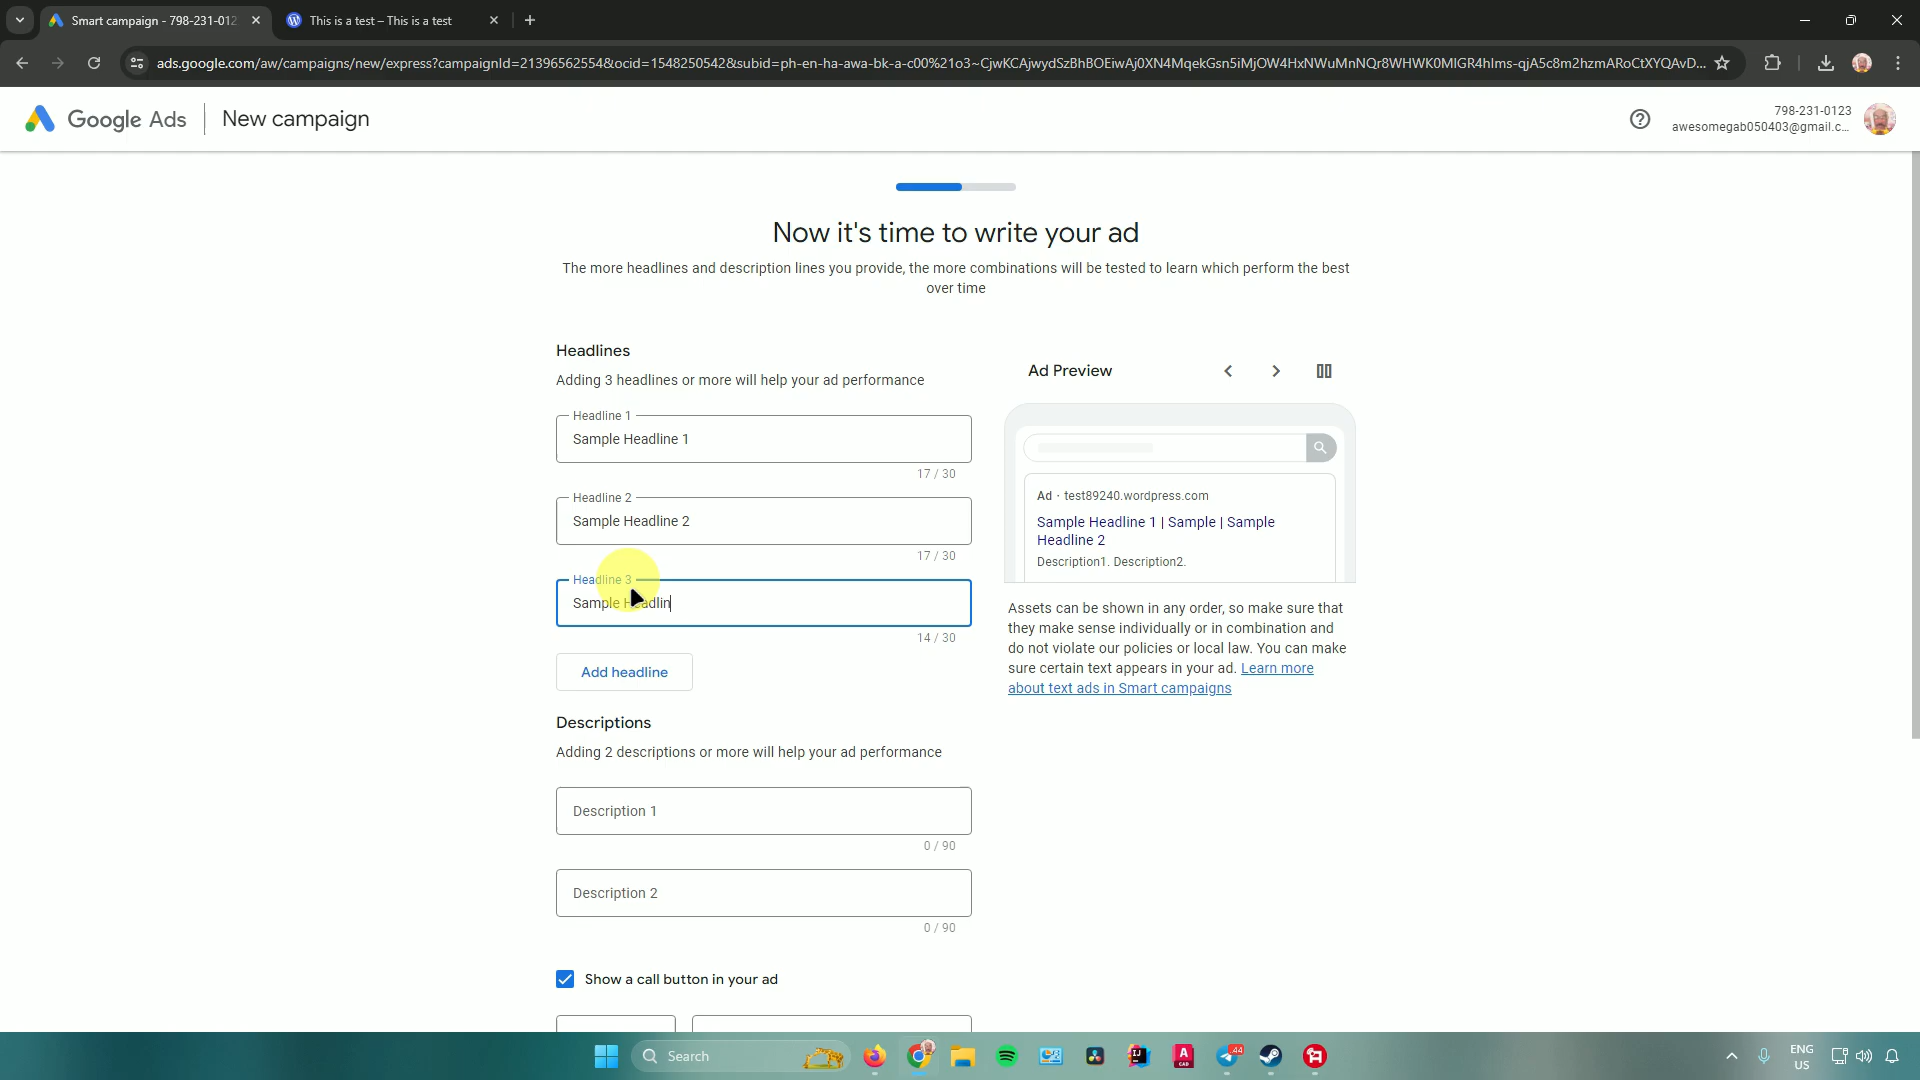 Smart campaign - 798-231-012
This is a test – This is a test
ads.google.com/aw/campaigns/new/express?campaignId=21396562554&ocid=1548250542&subid=ph-en-ha-awa-bk-a-c00%21o3~CjwKCAjwydSzBhBOEiwAj0XN4MqekGsn5iMjOW4HxNWuMnNQr8WHWK0MIGR4hlms-qjA5c8m2hzmARoCtXYQAvD...
Google Ads
New campaign
798-231-0123
awesomegab050403@gmail.c...
Now it's time to write your ad
The more headlines and description lines you provide, the more combinations will be tested to learn which perform the best
over time
Headlines
Adding 3 headlines or more will help your ad performance
Headline 1
Sample Headline 1
17 / 30
Headline 2
Sample Headline 2
17 / 30
Headline 3
Sample Headlin
14 / 30
Add headline
Descriptions
Adding 2 descriptions or more will help your ad performance
Description 1
0 / 90
Description 2
0 / 90
Show a call button in your ad
Ad Preview
Ad · test89240.wordpress.com
Sample Headline 1 | Sample | Sample
Headline 2
Description1. Description2.
Assets can be shown in any order, so make sure that
they make sense individually or in combination and
do not violate our policies or local law. You can make
sure certain text appears in your ad. Learn more
about text ads in Smart campaigns
Search
IJ
A
CAD
44
ENG
US